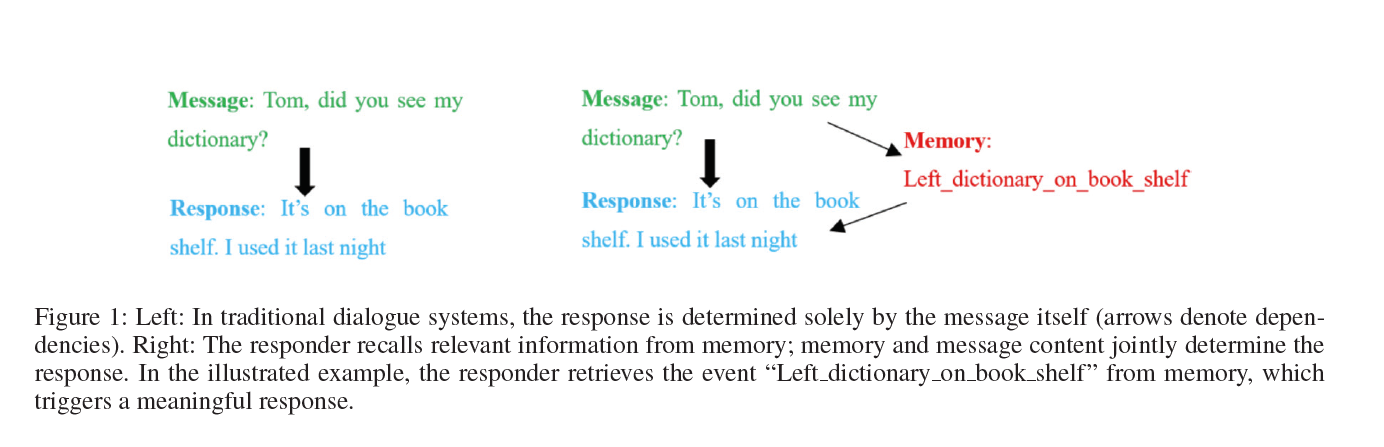 Message: Tom, did you see my
dictionary?
Response: It's on the book
shelf. I used it last night
Message: Tom, did you see my
dictionary?
Response: It's on the book
shelf. I used it last night
Memory:
Left_dictionary_on_book_shelf
Figure 1: Left: In traditional dialogue systems, the response is determined solely by the message itself (arrows denote depen-
dencies). Right: The responder recalls relevant information from memory; memory and message content jointly determine the
response. In the illustrated example, the responder retrieves the event “Left_dictionary_on_book_shelf” from memory, which
triggers a meaningful response.